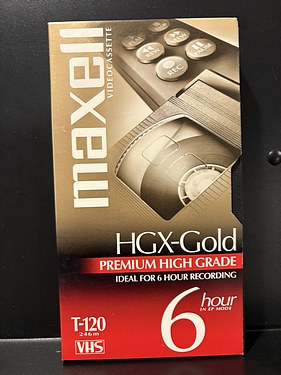 maxell
VIDEOCASSETTE
REC
HGX-Gold
PREMIUM HIGH GRADE
IDEAL FOR 6 HOUR RECORDING
6 hour
IN EP MODE
T-120
246m
VHS